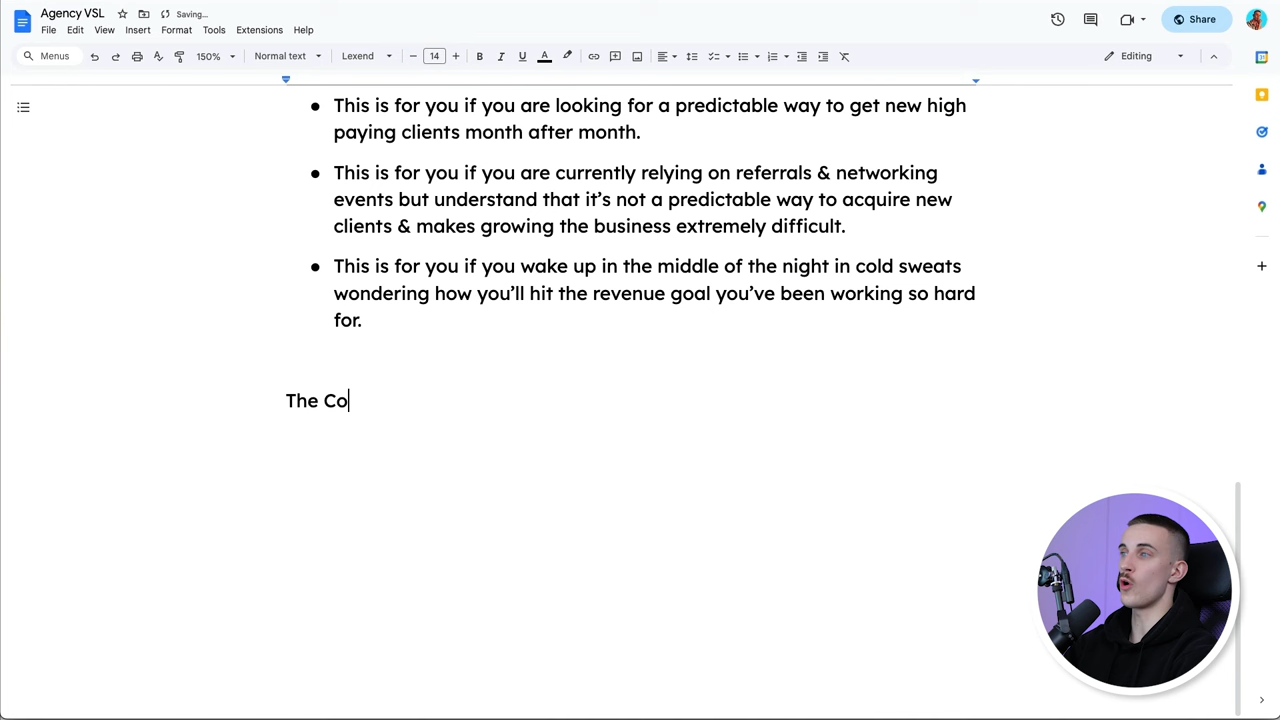 Agency VSL
Saving...
File Edit View Insert Format Tools Extensions Help
Share
Menus 150% Normal text Lexend 14 B I U A Editing
● This is for you if you are looking for a predictable way to get new high
paying clients month after month.
● This is for you if you are currently relying on referrals & networking
events but understand that it’s not a predictable way to acquire new
clients & makes growing the business extremely difficult.
● This is for you if you wake up in the middle of the night in cold sweats
wondering how you’ll hit the revenue goal you’ve been working so hard
for.
The Co